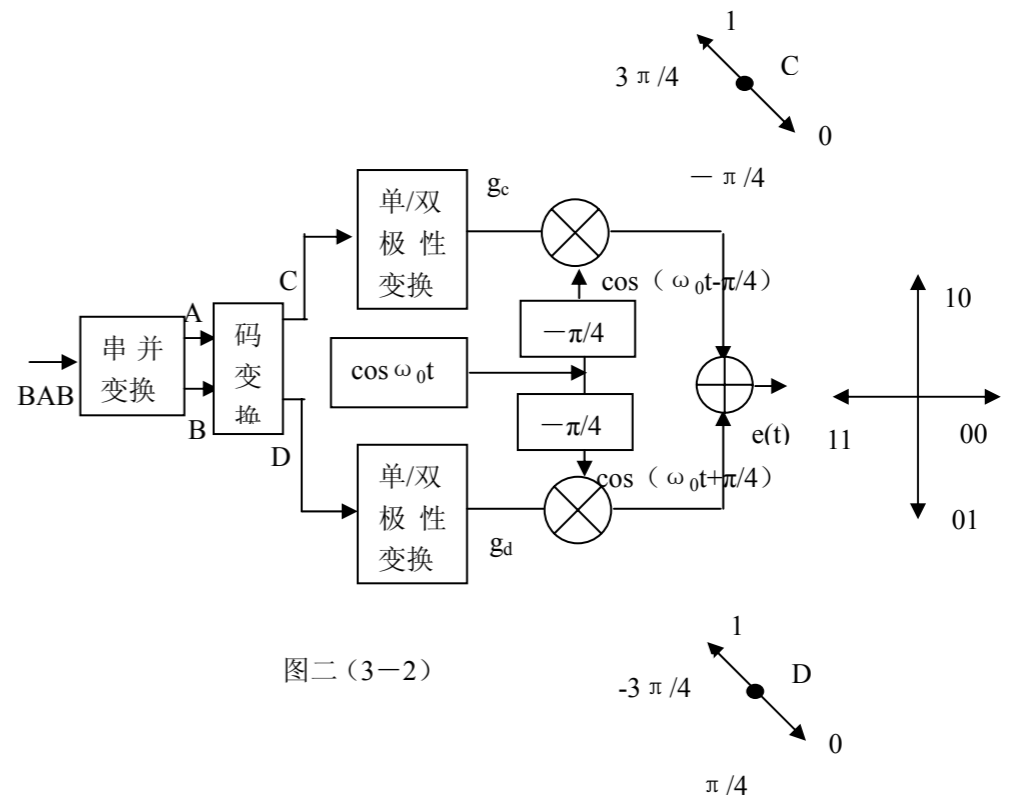 1
C
3π/4
0
－π/4
单/双
极 性
变换
g_c
cos（ω₀t-π/4）
C
－π/4
A
串 并
变换
码
变
换
cosω₀t
BAB
B
D
－π/4
cos（ω₀t+π/4）
单/双
极 性
变换
g_d
e(t)
10
11
00
01
图二（3－2）
1
D
-3π/4
0
π/4